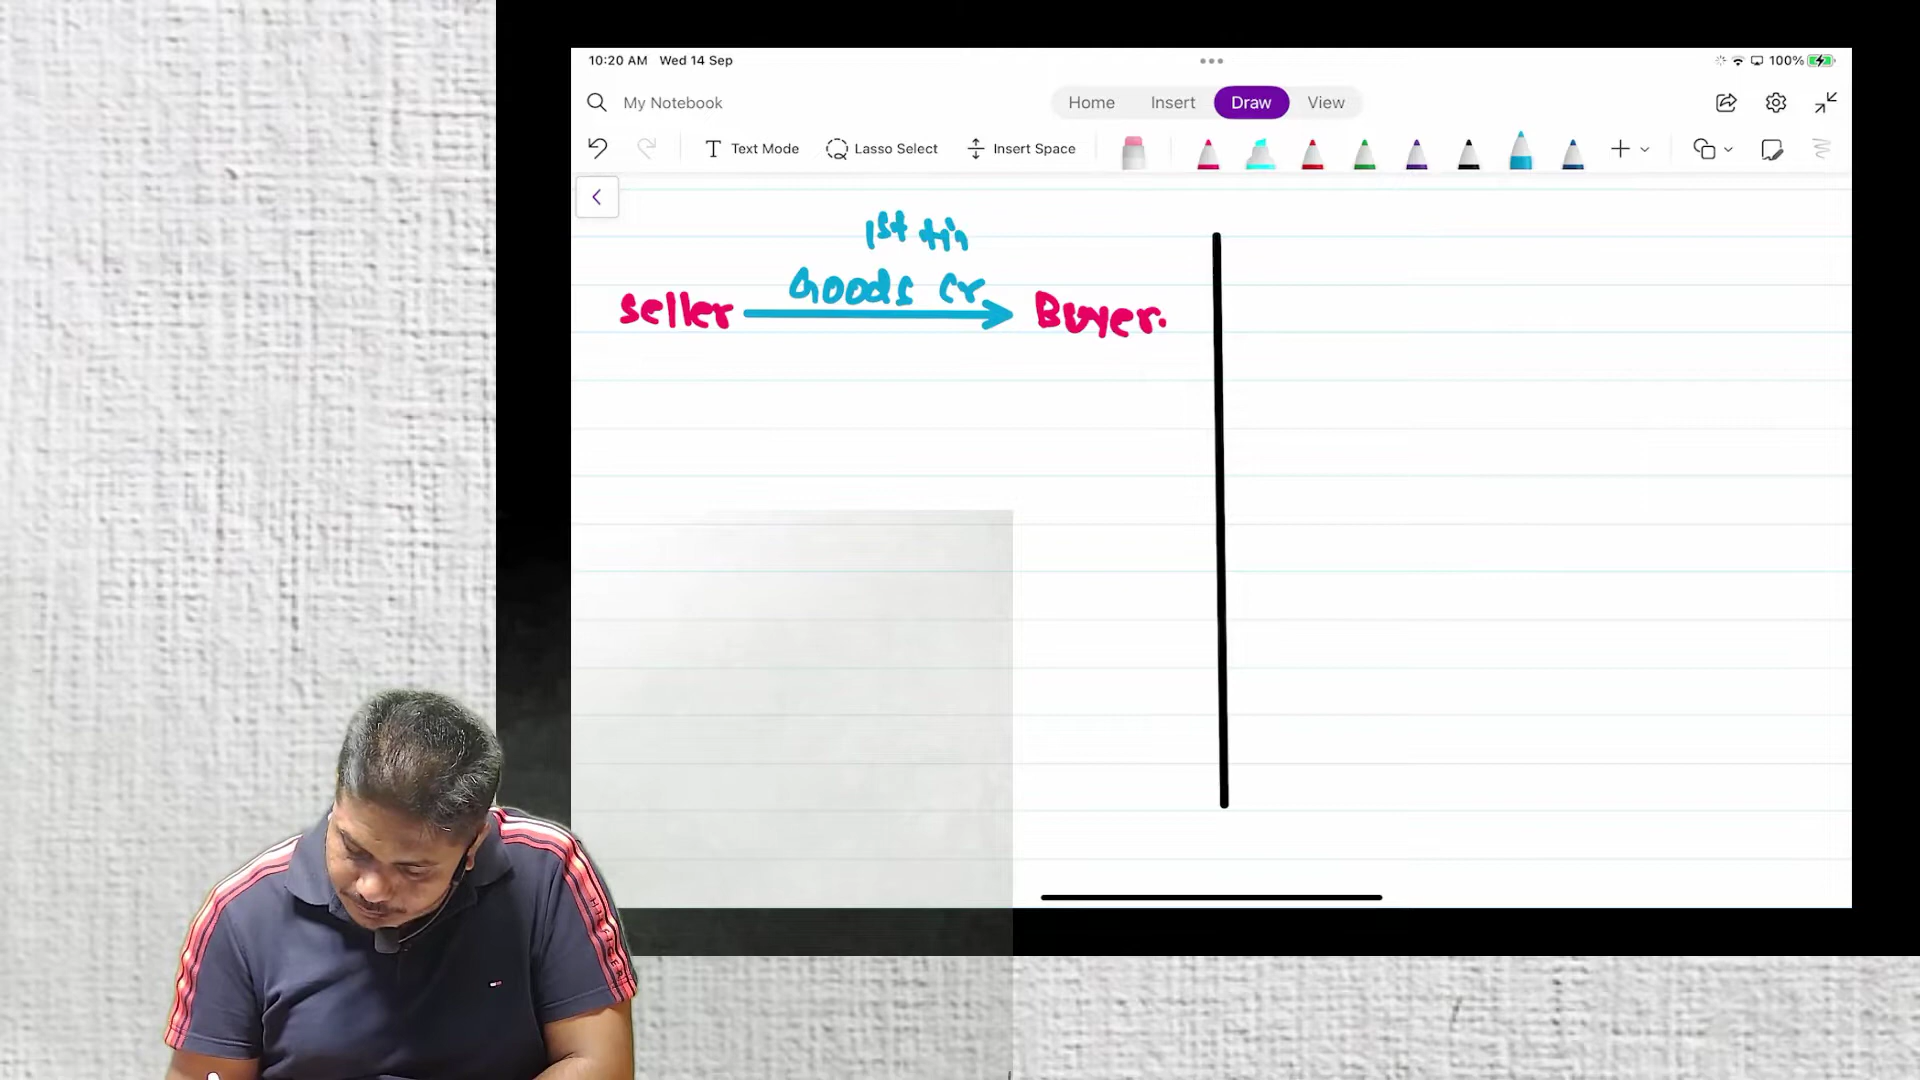 10:20 AM Wed 14 Sep
100%
My Notebook
Home Insert Draw View
Text Mode Lasso Select Insert Space
1st tin
Goods Cr
Seller Buyer.